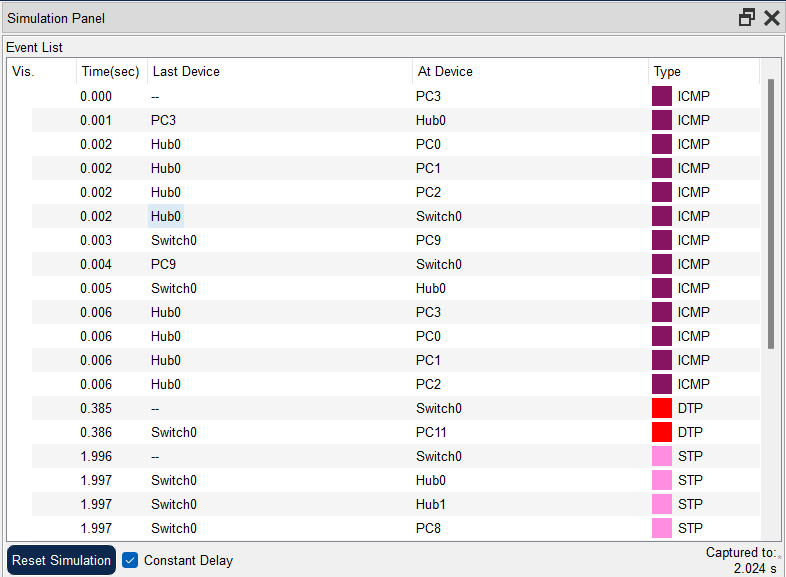 Simulation Panel
Event List
Vis. Time(sec) Last Device At Device Type
0.000 -- PC3 ICMP
0.001 PC3 Hub0 ICMP
0.002 Hub0 PC0 ICMP
0.002 Hub0 PC1 ICMP
0.002 Hub0 PC2 ICMP
0.002 Hub0 Switch0 ICMP
0.003 Switch0 PC9 ICMP
0.004 PC9 Switch0 ICMP
0.005 Switch0 Hub0 ICMP
0.006 Hub0 PC3 ICMP
0.006 Hub0 PC0 ICMP
0.006 Hub0 PC1 ICMP
0.006 Hub0 PC2 ICMP
0.385 -- Switch0 DTP
0.386 Switch0 PC11 DTP
1.996 -- Switch0 STP
1.997 Switch0 Hub0 STP
1.997 Switch0 Hub1 STP
1.997 Switch0 PC8 STP
Reset Simulation Constant Delay Captured to:
2.024 s